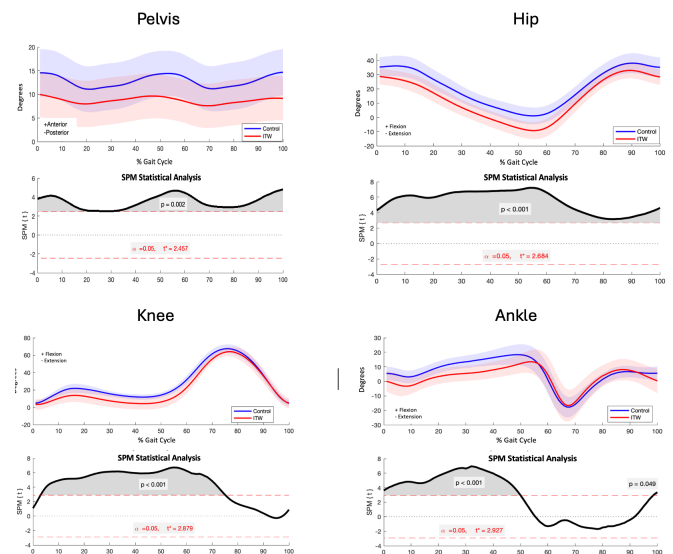 Pelvis
Hip
Degrees
20
15
10
5
0
+Anterior
-Posterior
Control
ITW
0 10 20 30 40 50 60 70 80 90 100
% Gait Cycle
Degrees
40
30
20
10
0
-10
-20
+ Flexion
- Extension
Control
ITW
0 10 20 30 40 50 60 70 80 90 100
% Gait Cycle
SPM Statistical Analysis
SPM { t }
6
4
2
0
-2
-4
p = 0.002
α =0.05, t* = 2.457
0 10 20 30 40 50 60 70 80 90 100
SPM Statistical Analysis
SPM { t }
8
6
4
2
0
-2
-4
p < 0.001
α =0.05, t* = 2.684
0 10 20 30 40 50 60 70 80 90 100
Knee
Ankle
80
60
40
20
0
-20
+ Flexion
- Extension
Control
ITW
0 10 20 30 40 50 60 70 80 90 100
% Gait Cycle
Degrees
30
20
10
0
-10
-20
-30
+ Flexion
- Extension
Control
ITW
0 10 20 30 40 50 60 70 80 90 100
% Gait Cycle
SPM Statistical Analysis
SPM { t }
8
6
4
2
0
-2
-4
p < 0.001
α =0.05, t* = 2.879
0 10 20 30 40 50 60 70 80 90 100
SPM Statistical Analysis
SPM { t }
8
6
4
2
0
-2
-4
p < 0.001
p = 0.049
α =0.05, t* = 2.927
0 10 20 30 40 50 60 70 80 90 100